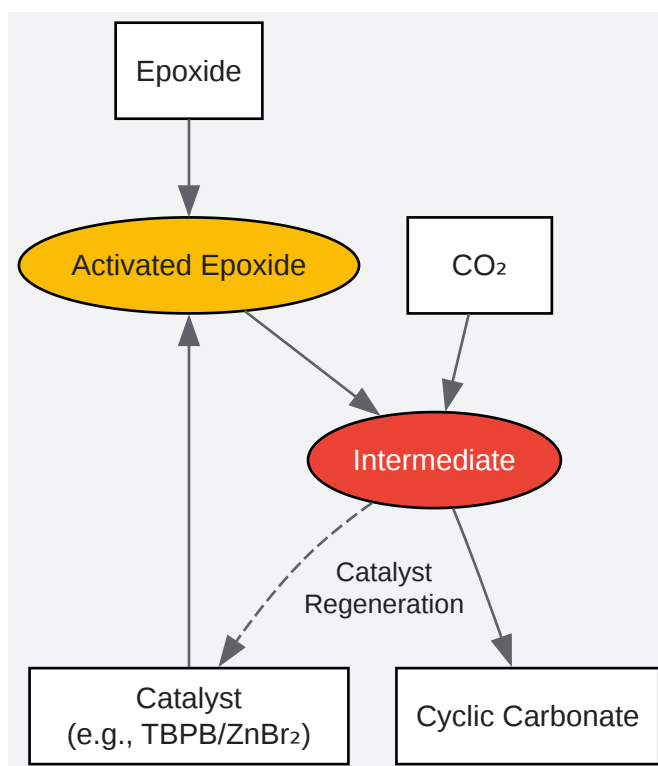 Epoxide
Activated Epoxide
CO₂
Intermediate
Catalyst
Regeneration
Catalyst
(e.g., TBPB/ZnBr₂)
Cyclic Carbonate